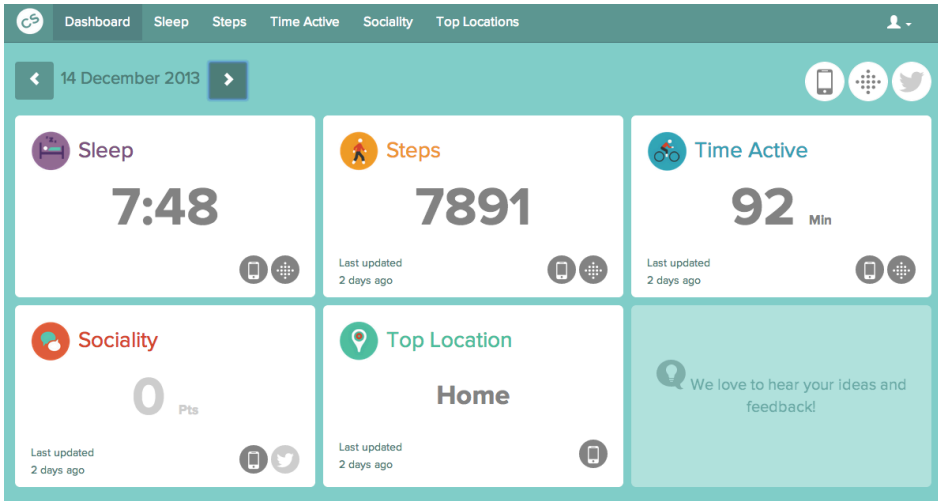 CS
Dashboard Sleep Steps Time Active Sociality Top Locations
14 December 2013
Sleep
7:48
Steps
7891
Last updated
2 days ago
Time Active
92 Min
Last updated
2 days ago
Sociality
0 Pts
Last updated
2 days ago
Top Location
Home
Last updated
2 days ago
We love to hear your ideas and
feedback!